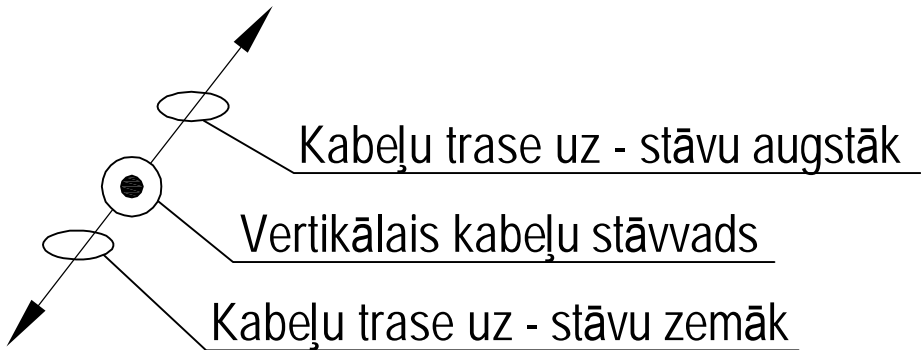 Kabeļu trase uz - stāvu augstāk
Vertikālais kabeļu stāvvads
Kabeļu trase uz - stāvu zemāk